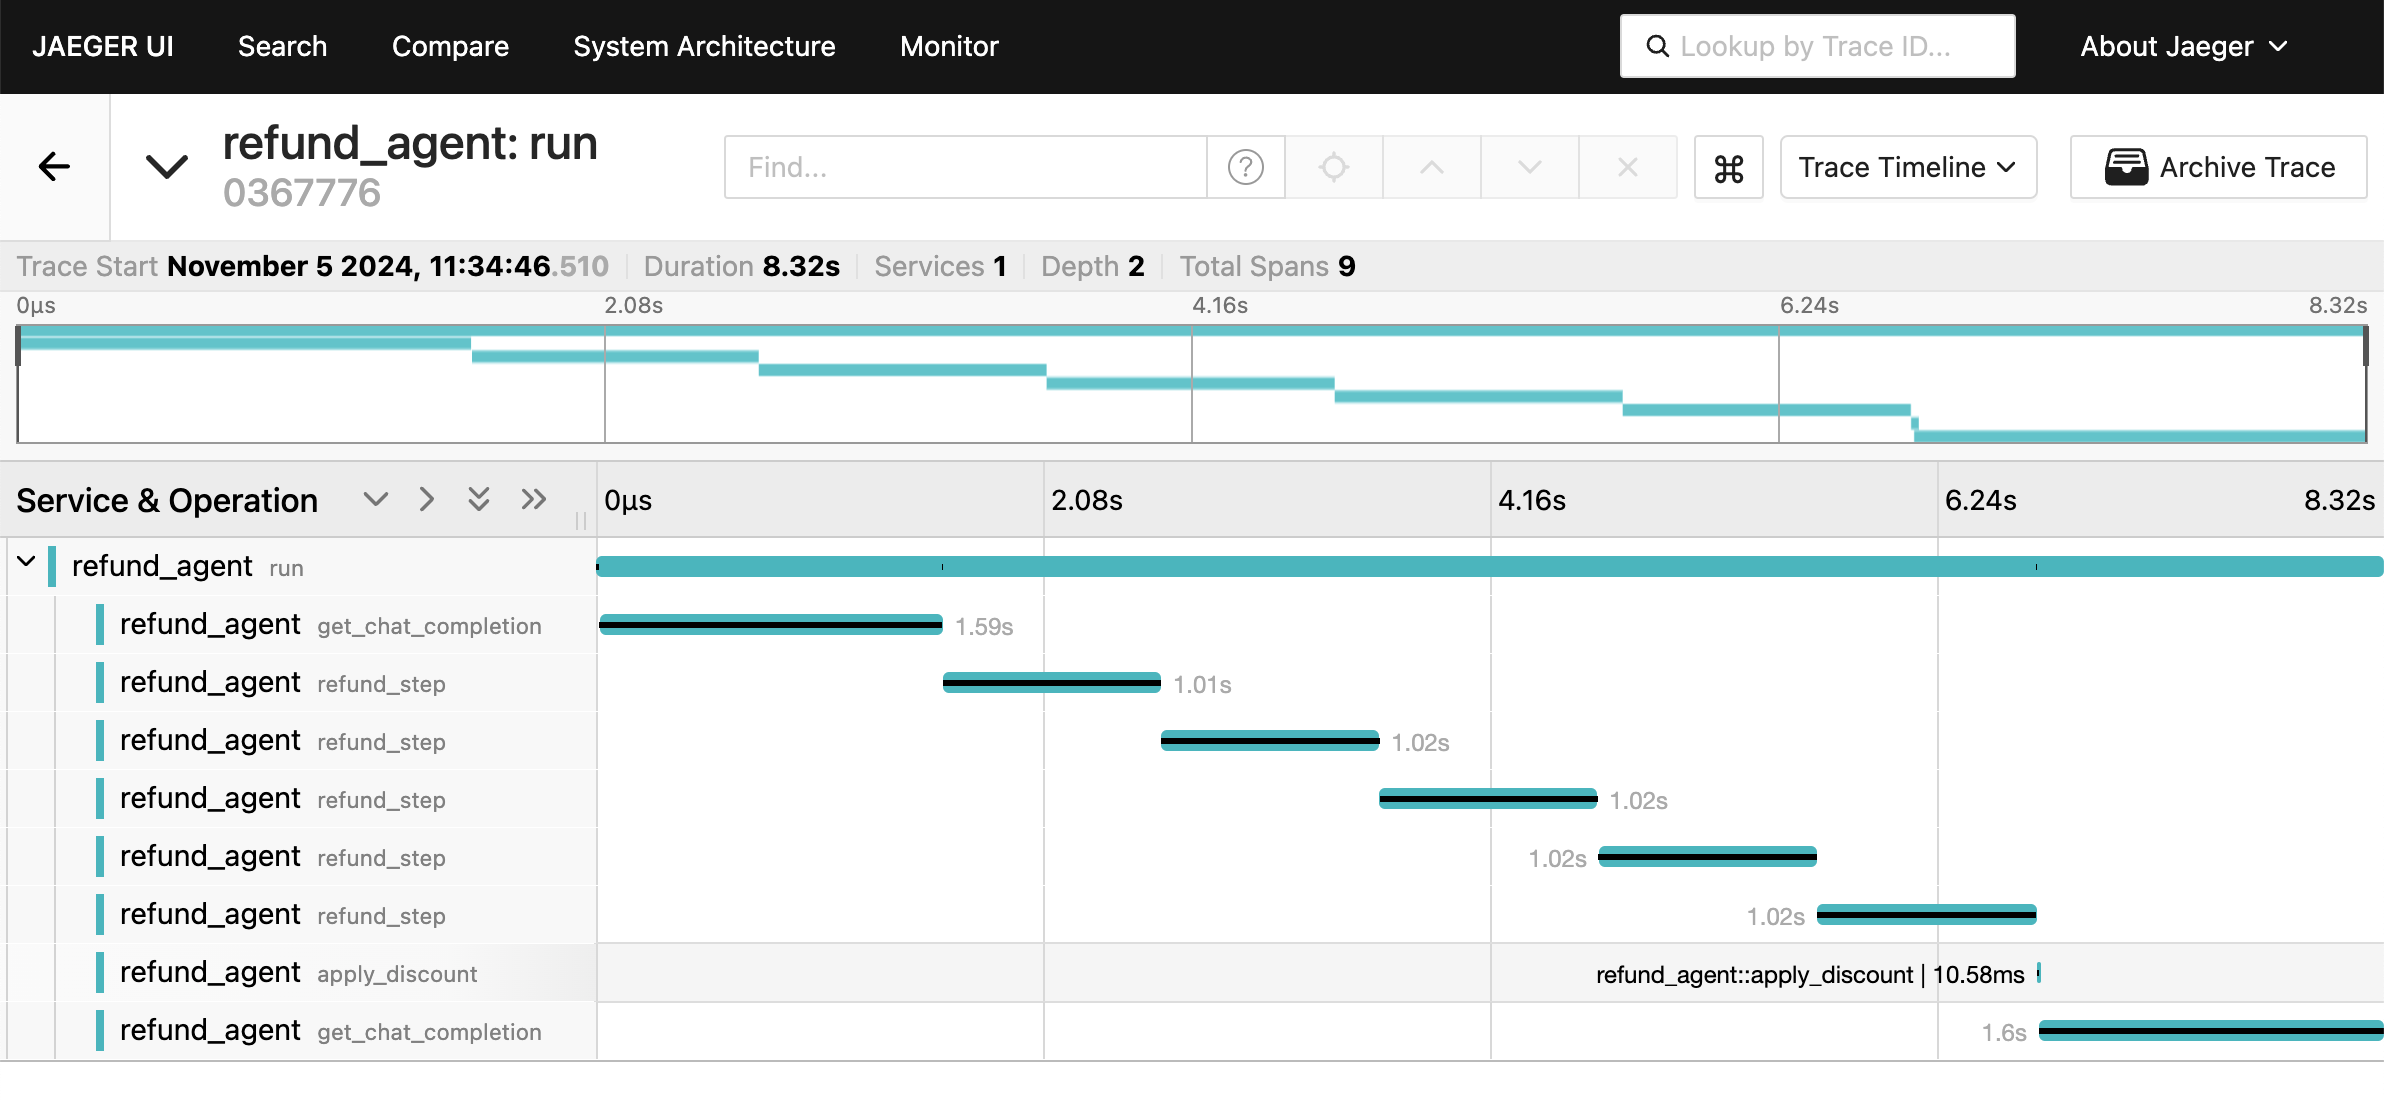 JAEGER UI Search Compare System Architecture Monitor Lookup by Trace ID... About Jaeger
refund_agent: run
0367776
Find...
Trace Timeline
Archive Trace
Trace Start November 5 2024, 11:34:46.510 Duration 8.32s Services 1 Depth 2 Total Spans 9
0μs 2.08s 4.16s 6.24s 8.32s
Service & Operation 0μs 2.08s 4.16s 6.24s 8.32s
refund_agent run
refund_agent get_chat_completion 1.59s
refund_agent refund_step 1.01s
refund_agent refund_step 1.02s
refund_agent refund_step 1.02s
refund_agent refund_step 1.02s
refund_agent refund_step 1.02s
refund_agent apply_discount refund_agent::apply_discount | 10.58ms
refund_agent get_chat_completion 1.6s